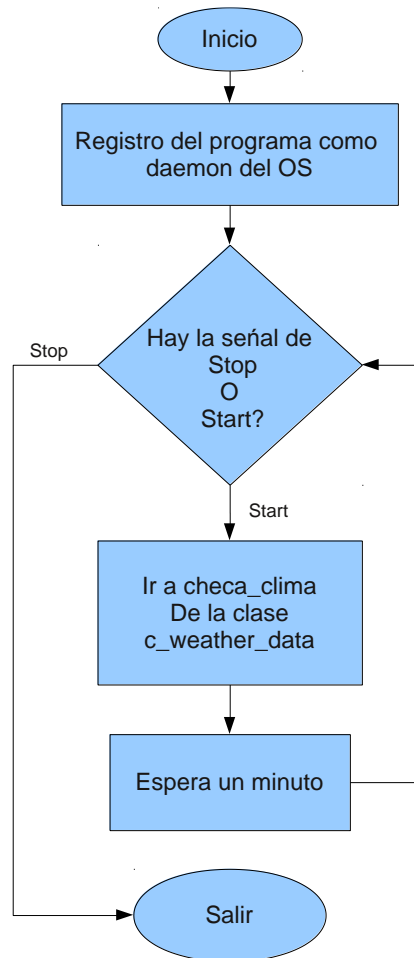 Inicio
Registro del programa como
daemon del OS
Hay la seńal de
Stop
O
Start?
Stop
Start
Ir a checa_clima
De la clase
c_weather_data
Espera un minuto
Salir